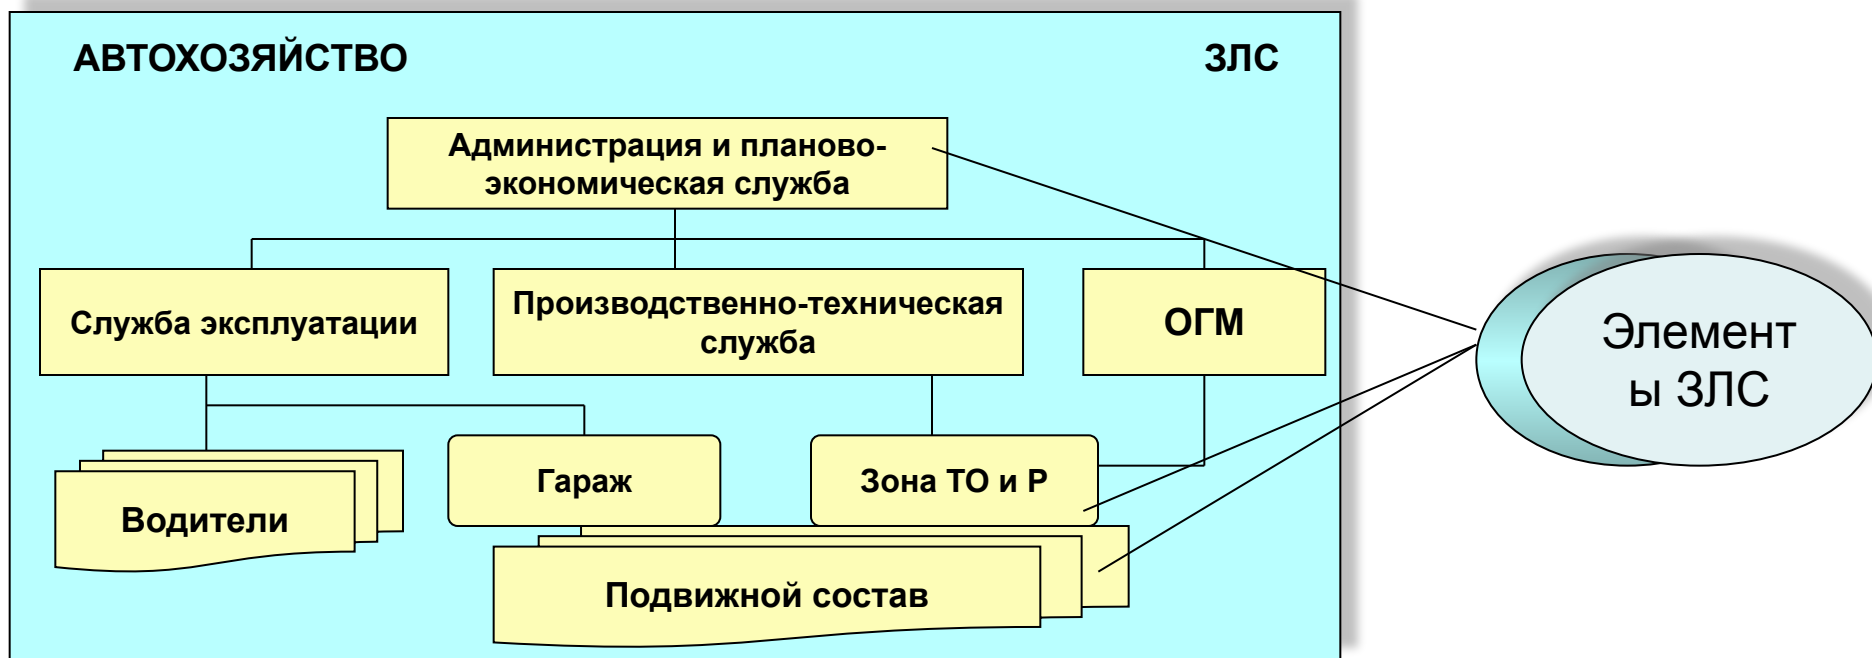 АВТОХОЗЯЙСТВО
ЗЛС
Администрация и планово-
экономическая служба
Служба эксплуатации
Производственно-техническая
служба
ОГМ
Элемент
ы ЗЛС
Водители
Гараж
Зона ТО и Р
Подвижной состав